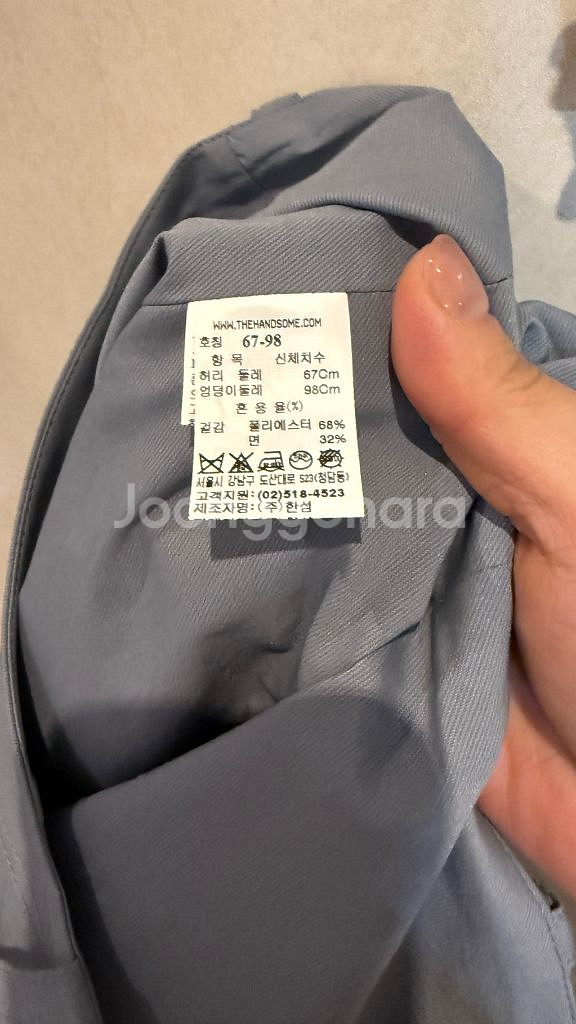 WWW.THEHANDSOME.COM
호칭 67-98
항 목 신체치수
허리 둘레 67Cm
엉덩이둘레 98Cm
혼 용 율(%)
겉감 폴리에스터 68%
면 32%
서울시 강남구 도산대로 523(청담동)
고객지원: (02)518-4523
제조자명: (주)한섬
Joonggonara